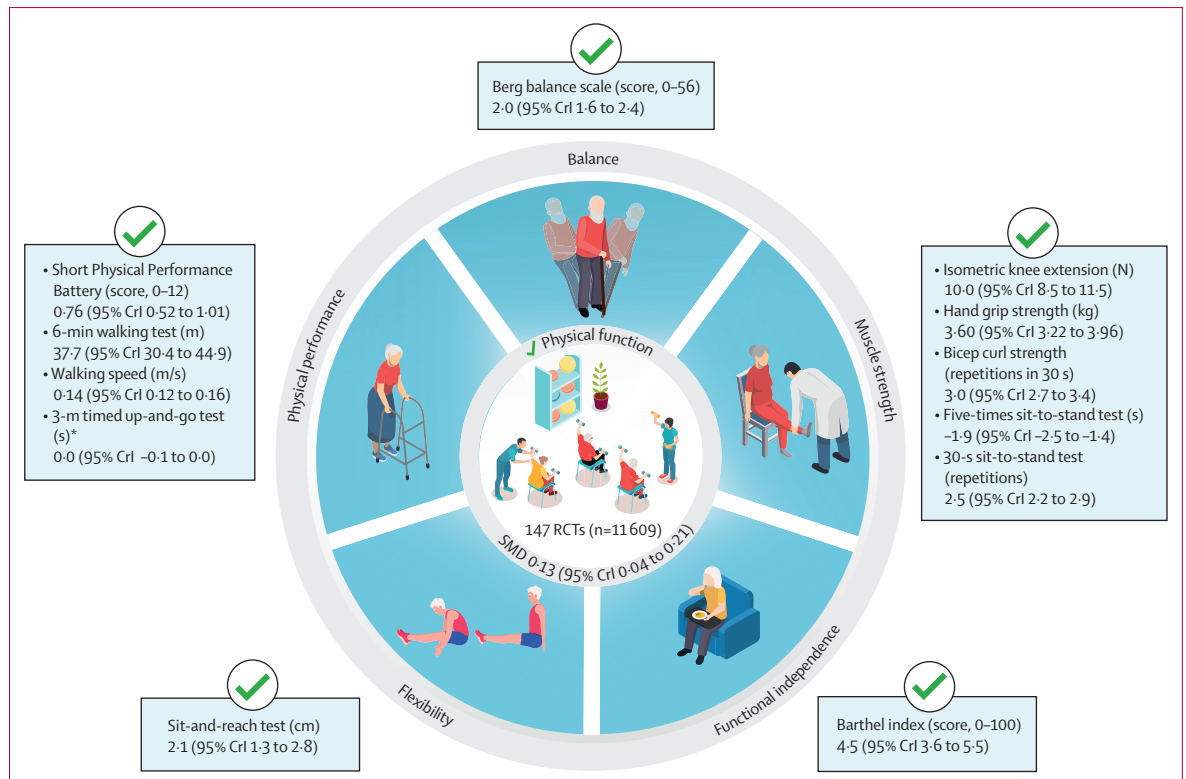 Berg balance scale (score, 0–56)
2·0 (95% CrI 1·6 to 2·4)
Balance
• Short Physical Performance
Battery (score, 0–12)
0·76 (95% CrI 0·52 to 1·01)
• 6-min walking test (m)
37·7 (95% CrI 30·4 to 44·9)
• Walking speed (m/s)
0·14 (95% CrI 0·12 to 0·16)
• 3-m timed up-and-go test
(s)*
0·0 (95% CrI –0·1 to 0·0)
Physical performance
Physical function
147 RCTs (n=11 609)
SMD 0·13 (95% CrI 0·04 to 0·21)
Muscle strength
• Isometric knee extension (N)
10·0 (95% CrI 8·5 to 11·5)
• Hand grip strength (kg)
3·60 (95% CrI 3·22 to 3·96)
• Bicep curl strength
(repetitions in 30 s)
3·0 (95% CrI 2·7 to 3·4)
• Five-times sit-to-stand test (s)
–1·9 (95% CrI –2·5 to –1·4)
• 30-s sit-to-stand test
(repetitions)
2·5 (95% CrI 2·2 to 2·9)
Flexibility
Functional independence
Sit-and-reach test (cm)
2·1 (95% CrI 1·3 to 2·8)
Barthel index (score, 0–100)
4·5 (95% CrI 3·6 to 5·5)